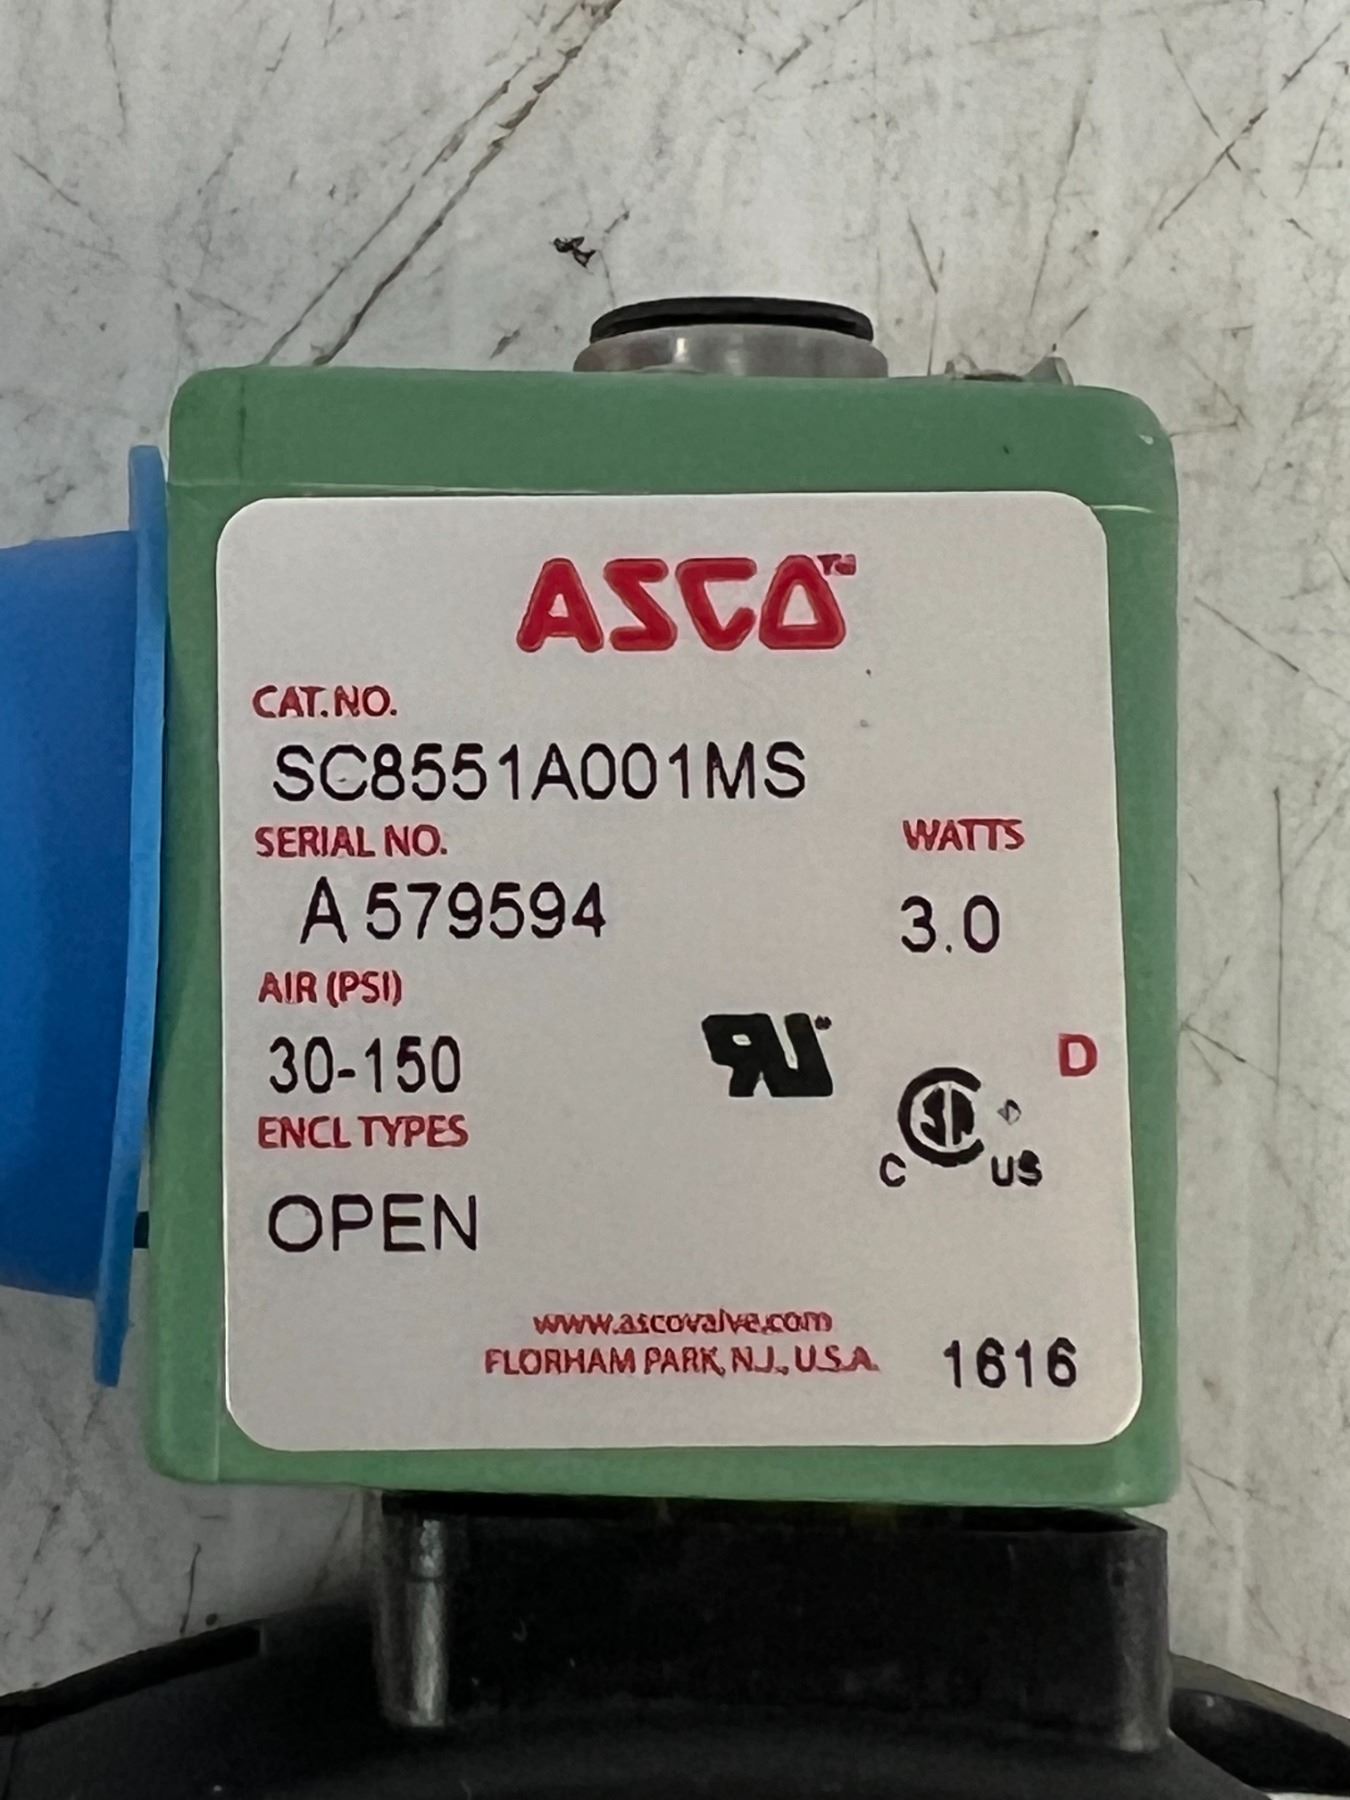 ASCO™
CAT. NO.
SC8551A001MS
SERIAL NO.
WATTS
A 579594
3.0
AIR (PSI)
30-150
D
ENCL TYPES
C US
OPEN
www.ascovalve.com
FLORHAM PARK, N.J., U.S.A.
1616